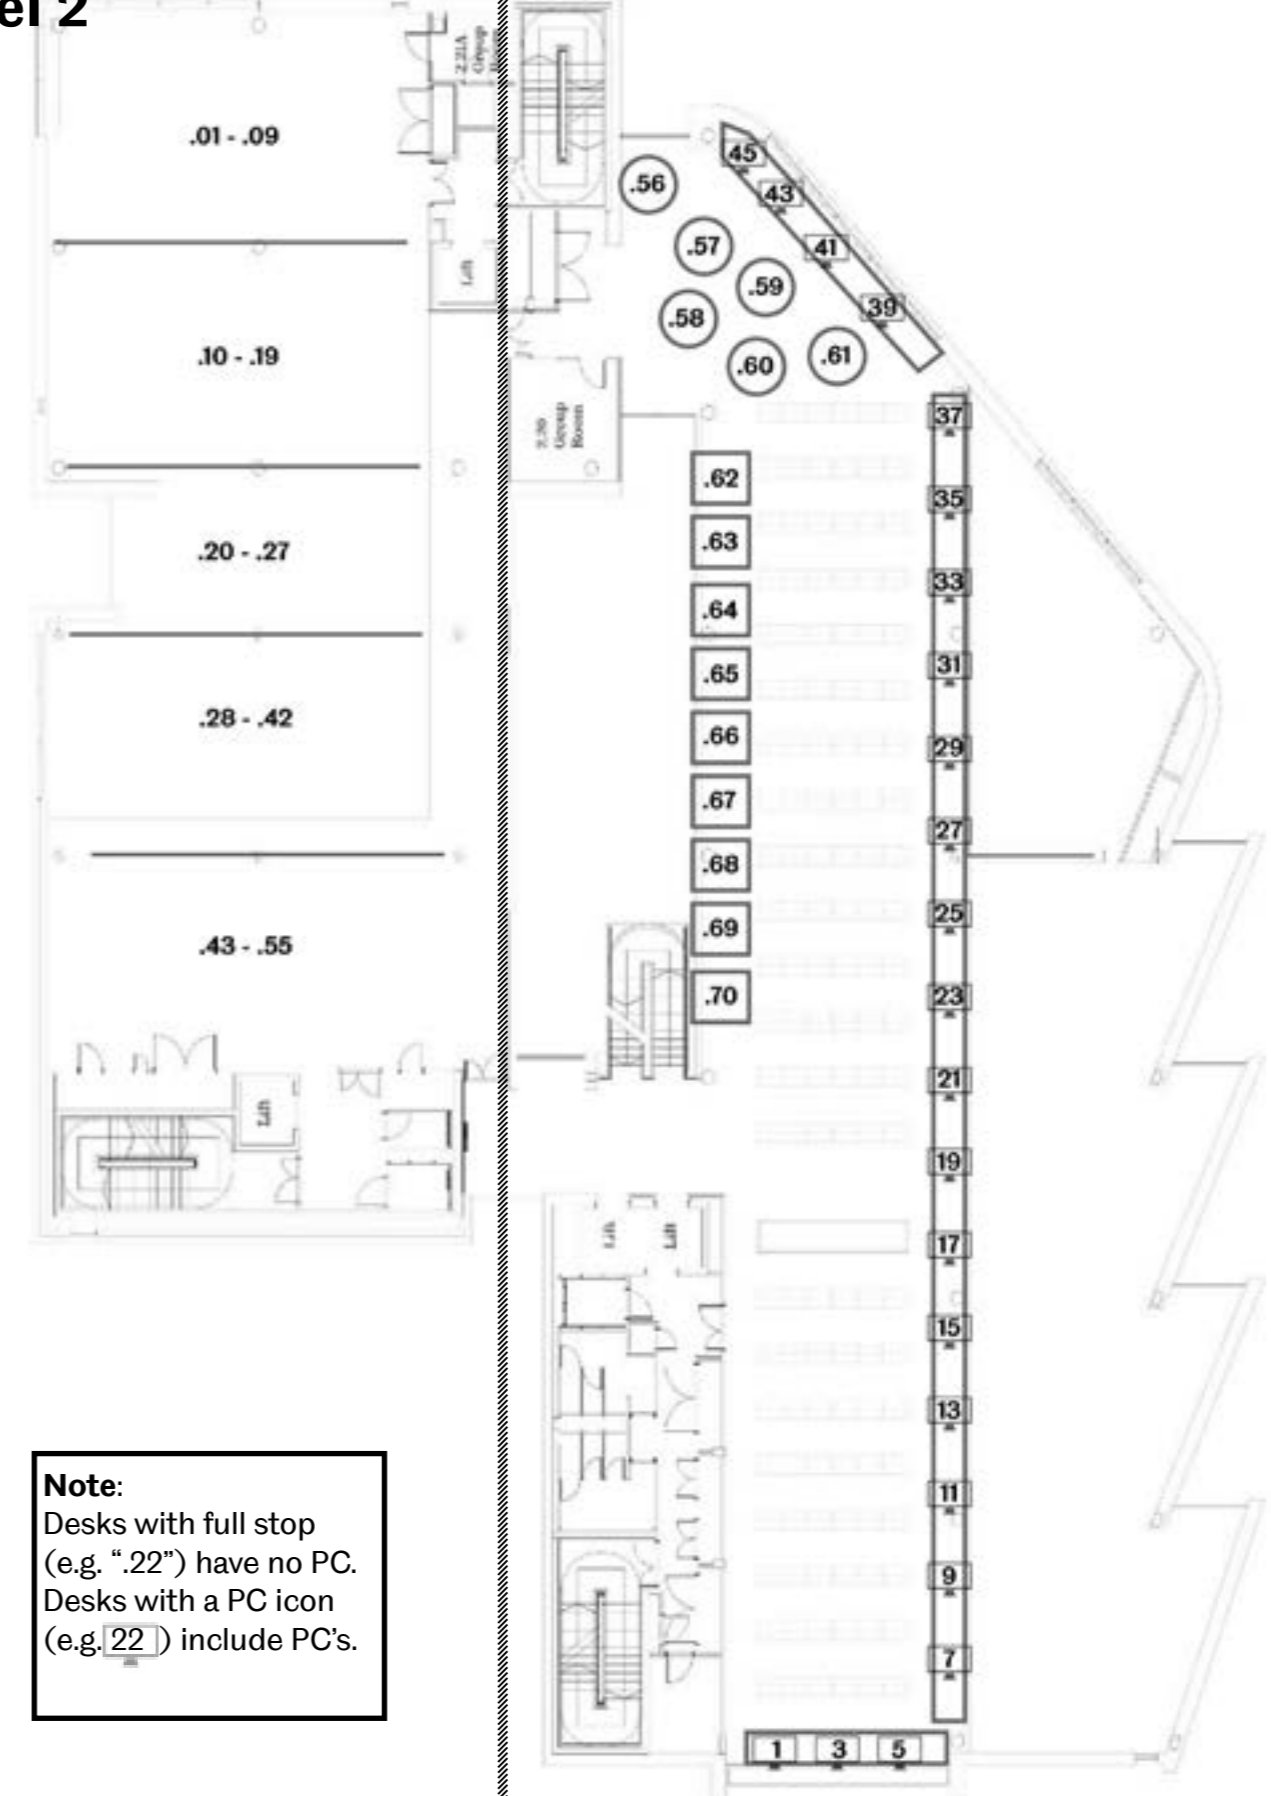 el 2
2.21A
Group
.01 - .09
.10 - .19
.20 - .27
.28 - .42
.43 - .55
Lift
Lift
2.20
Group
Room
.56
.57
.59
.58
.60
.61
45
43
41
39
37
35
33
31
29
27
25
23
21
19
17
15
13
11
9
7
.62
.63
.64
.65
.66
.67
.68
.69
.70
Lift
Lift
1 3 5
Note:
Desks with full stop
(e.g. “.22”) have no PC.
Desks with a PC icon
(e.g. 22 ) include PC’s.